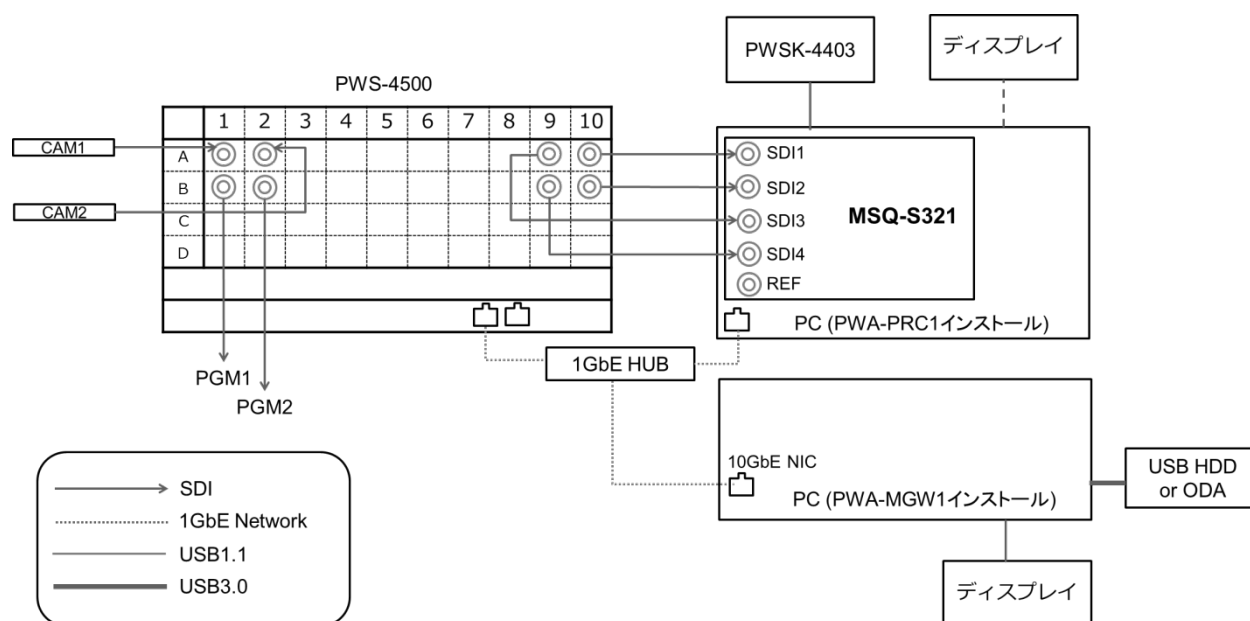 PWSK-4403
ディスプレイ
PWS-4500
1 2 3 4 5 6 7 8 9 10
CAM1
A
B
CAM2
C
D
SDI1
SDI2
SDI3
SDI4
REF
MSQ-S321
PC (PWA-PRC1インストール)
1GbE HUB
PGM1
PGM2
10GbE NIC
PC (PWA-MGW1インストール)
USB HDD
or ODA
ディスプレイ
SDI
1GbE Network
USB1.1
USB3.0